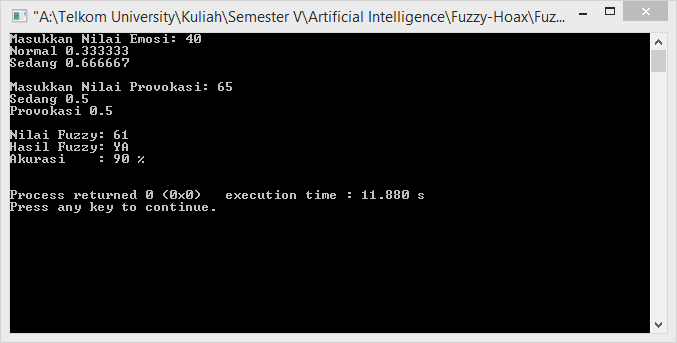 "A:\Telkom University\Kuliah\Semester V\Artificial Intelligence\Fuzzy-Hoax\Fuz...
Masukkan Nilai Emosi: 40
Normal 0.333333
Sedang 0.666667
Masukkan Nilai Provokasi: 65
Sedang 0.5
Provokasi 0.5
Nilai Fuzzy: 61
Hasil Fuzzy: YA
Akurasi    : 90 %
Process returned 0 (0x0)   execution time : 11.880 s
Press any key to continue.